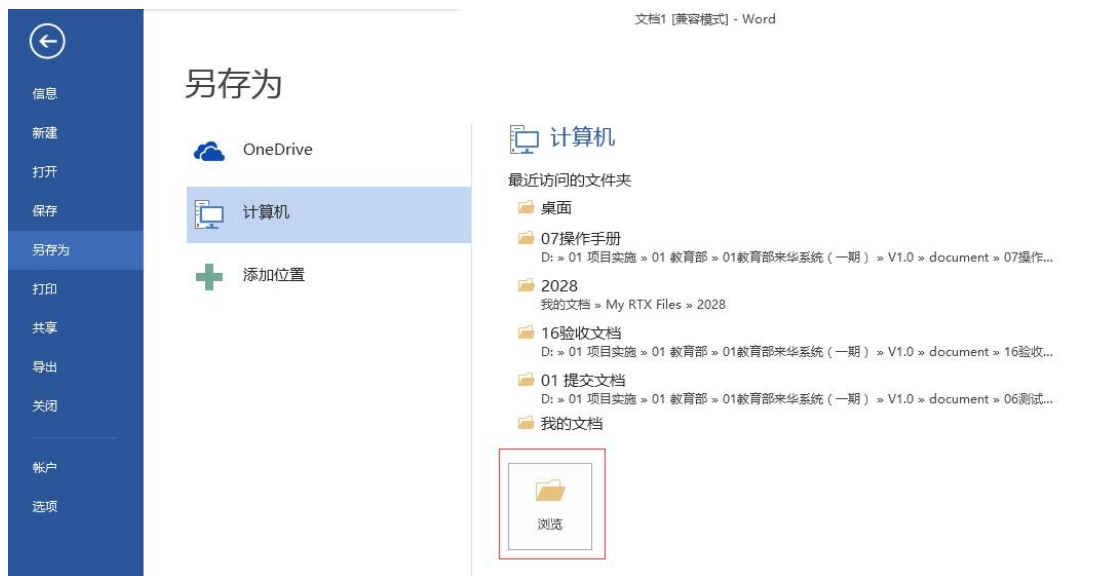 文档1 [兼容模式] - Word
信息
新建
打开
保存
另存为
打印
共享
导出
关闭
帐户
选项
另存为
OneDrive
计算机
添加位置
计算机
最近访问的文件夹
桌面
07操作手册
D: » 01 项目实施 » 01 教育部 » 01教育部来华系统（一期） » V1.0 » document » 07操作...
2028
我的文档 » My RTX Files » 2028
16验收文档
D: » 01 项目实施 » 01 教育部 » 01教育部来华系统（一期） » V1.0 » document » 16验收...
01 提交文档
D: » 01 项目实施 » 01 教育部 » 01教育部来华系统（一期） » V1.0 » document » 06测试...
我的文档
浏览